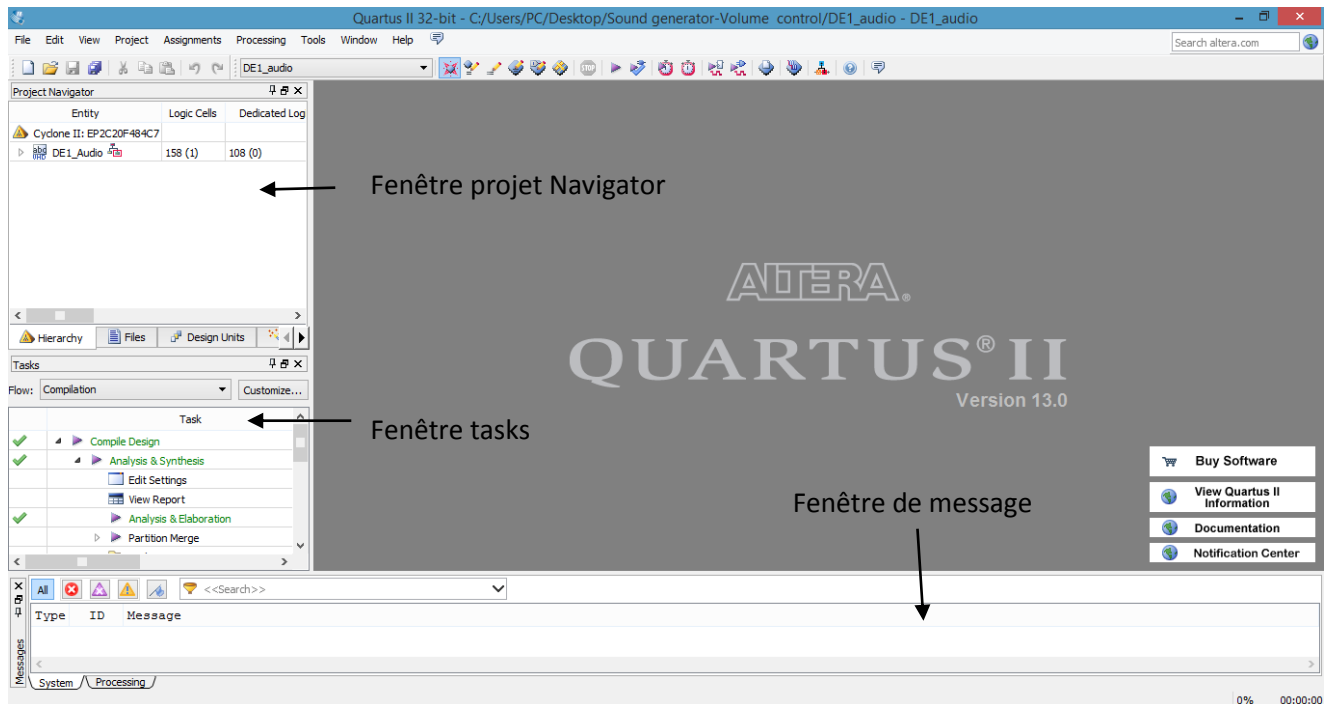 Quartus II 32-bit - C:/Users/PC/Desktop/Sound generator-Volume control/DE1_audio - DE1_audio
File Edit View Project Assignments Processing Tools Window Help
Search altera.com
DE1_audio
Project Navigator
Entity Logic Cells Dedicated Log
Cyclone II: EP2C20F484C7
DE1_Audio 158 (1) 108 (0)
Fenêtre projet Navigator
Hierarchy Files Design Units
ALTERA®
QUARTUS® II
Version 13.0
Tasks
Flow: Compilation Customize...
Task
Fenêtre tasks
Compile Design
Analysis & Synthesis
Edit Settings
View Report
Analysis & Elaboration
Partition Merge
Fenêtre de message
Buy Software
View Quartus II
Information
Documentation
Notification Center
All <<Search>>
Type ID Message
Messages
System Processing
0% 00:00:00